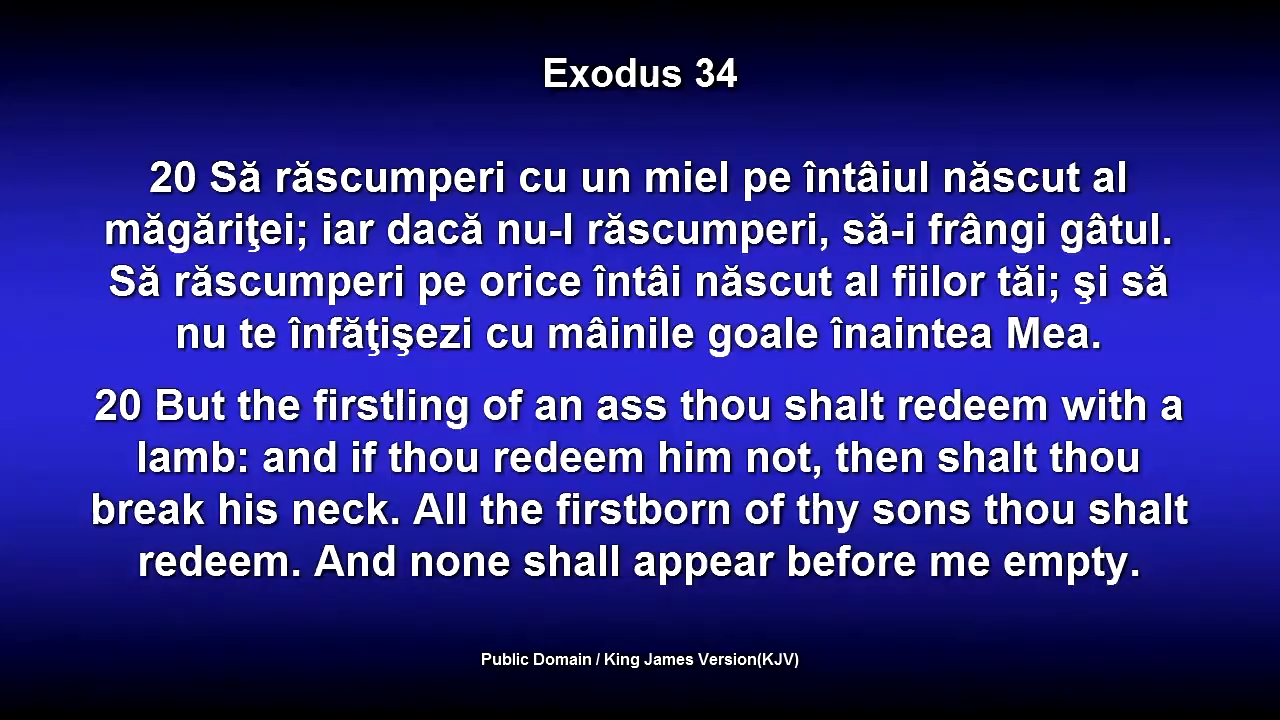 Exodus 34
20 Să răscumperi cu un miel pe întâiul născut al
măgăriţei; iar dacă nu-l răscumperi, să-i frângi gâtul.
Să răscumperi pe orice întâi născut al fiilor tăi; şi să
nu te înfăţişezi cu mâinile goale înaintea Mea.
20 But the firstling of an ass thou shalt redeem with a
lamb: and if thou redeem him not, then shalt thou
break his neck. All the firstborn of thy sons thou shalt
redeem. And none shall appear before me empty.
Public Domain / King James Version(KJV)